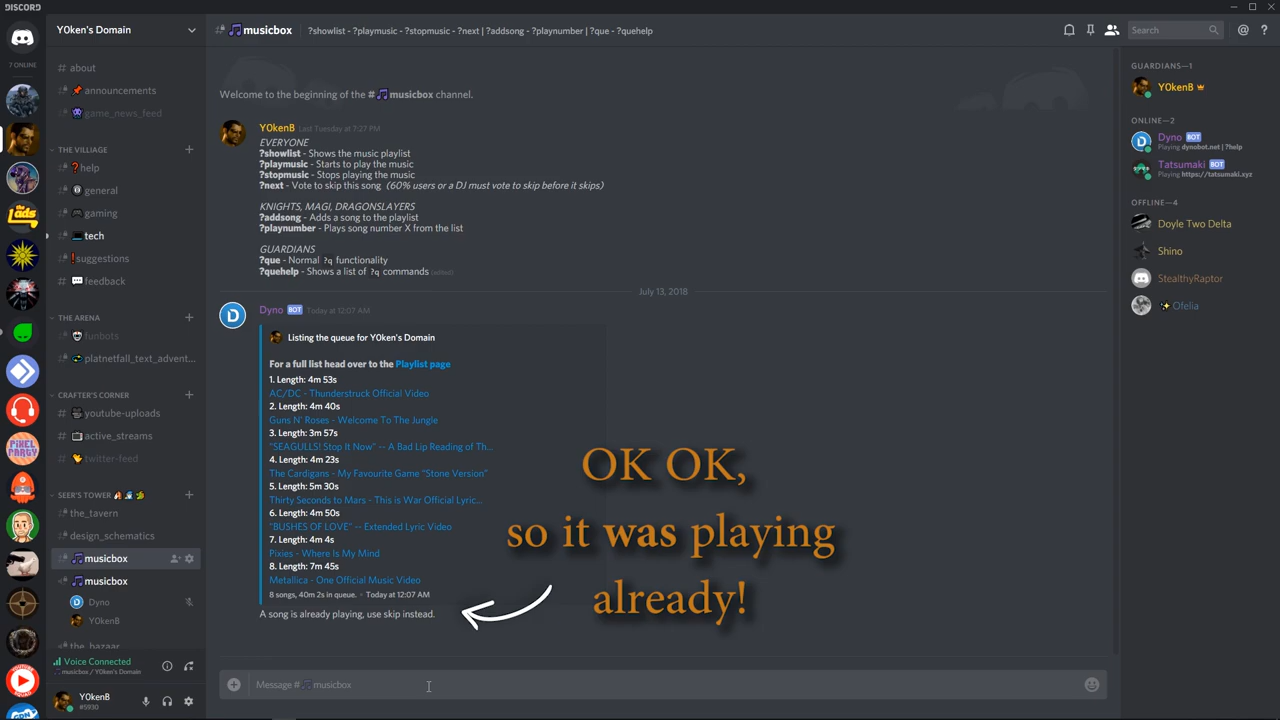 DISCORD
7 ONLINE
Y0ken's Domain
# about
announcements
game_news_feed
THE VILLIAGE
help
general
gaming
tech
suggestions
feedback
THE ARENA
funbots
platnetfall_text_advent...
CRAFTER'S CORNER
youtube-uploads
active_streams
twitter-feed
SEER'S TOWER
the_tavern
design_schematics
musicbox
musicbox
Dyno
Y0kenB
the_bazaar
Voice Connected
musicbox / Y0ken's Domain
Y0kenB
#5930
Lads
PIXEL
PARTY
musicbox
?showlist - ?playmusic - ?stopmusic - ?next | ?addsong - ?playnumber | ?que - ?quehelp
Search
Welcome to the beginning of the # musicbox channel.
Y0kenB Last Tuesday at 7:27 PM
EVERYONE
?showlist - Shows the music playlist
?playmusic - Starts to play the music
?stopmusic - Stops playing the music
?next - Vote to skip this song (60% users or a DJ must vote to skip before it skips)
KNIGHTS, MAGI, DRAGONSLAYERS
?addsong - Adds a song to the playlist
?playnumber - Plays song number X from the list
GUARDIANS
?que - Normal ?q functionality
?quehelp - Shows a list of ?q commands (edited)
July 13, 2018
Dyno BOT Today at 12:07 AM
Listing the queue for Y0ken's Domain
For a full list head over to the Playlist page
1. Length: 4m 53s
AC/DC - Thunderstruck Official Video
2. Length: 4m 40s
Guns N' Roses - Welcome To The Jungle
3. Length: 3m 57s
"SEAGULLS! Stop It Now" -- A Bad Lip Reading of Th...
4. Length: 4m 23s
The Cardigans - My Favourite Game "Stone Version"
5. Length: 5m 30s
Thirty Seconds to Mars - This is War Official Lyric...
6. Length: 4m 50s
"BUSHES OF LOVE" -- Extended Lyric Video
7. Length: 4m 4s
Pixies - Where Is My Mind
8. Length: 7m 45s
Metallica - One Official Music Video
8 songs, 40m 2s in queue. • Today at 12:07 AM
A song is already playing, use skip instead.
OK OK,
so it was playing
already!
Message # musicbox
GUARDIANS—1
Y0kenB
ONLINE—2
Dyno BOT
Playing dynobot.net | ?help
Tatsumaki BOT
Playing https://tatsumaki.xyz
OFFLINE—4
Doyle Two Delta
Shino
StealthyRaptor
Ofelia